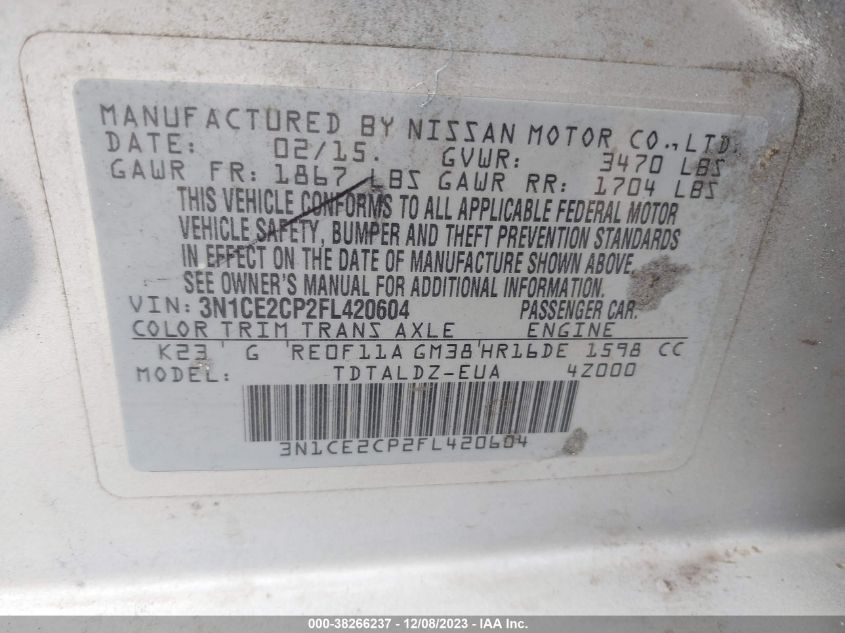 MANUFACTURED BY NISSAN MOTOR CO., LTD.
DATE: 02/15. GVWR: 3470 LBS
GAWR FR: 1867 LBS GAWR RR: 1704 LBS
THIS VEHICLE CONFORMS TO ALL APPLICABLE FEDERAL MOTOR
VEHICLE SAFETY, BUMPER AND THEFT PREVENTION STANDARDS
IN EFFECT ON THE DATE OF MANUFACTURE SHOWN ABOVE.
SEE OWNER'S MANUAL FOR ADDITIONAL INFORMATION.
VIN: 3N1CE2CP2FL420604 PASSENGER CAR.
COLOR TRIM TRANS AXLE ENGINE
K23 G RE0F11A GM38 HR16DE 1598 CC
MODEL: TDTALDZ-EUA 4Z000
3N1CE2CP2FL420604
000-38266237 - 12/08/2023 - IAA Inc.